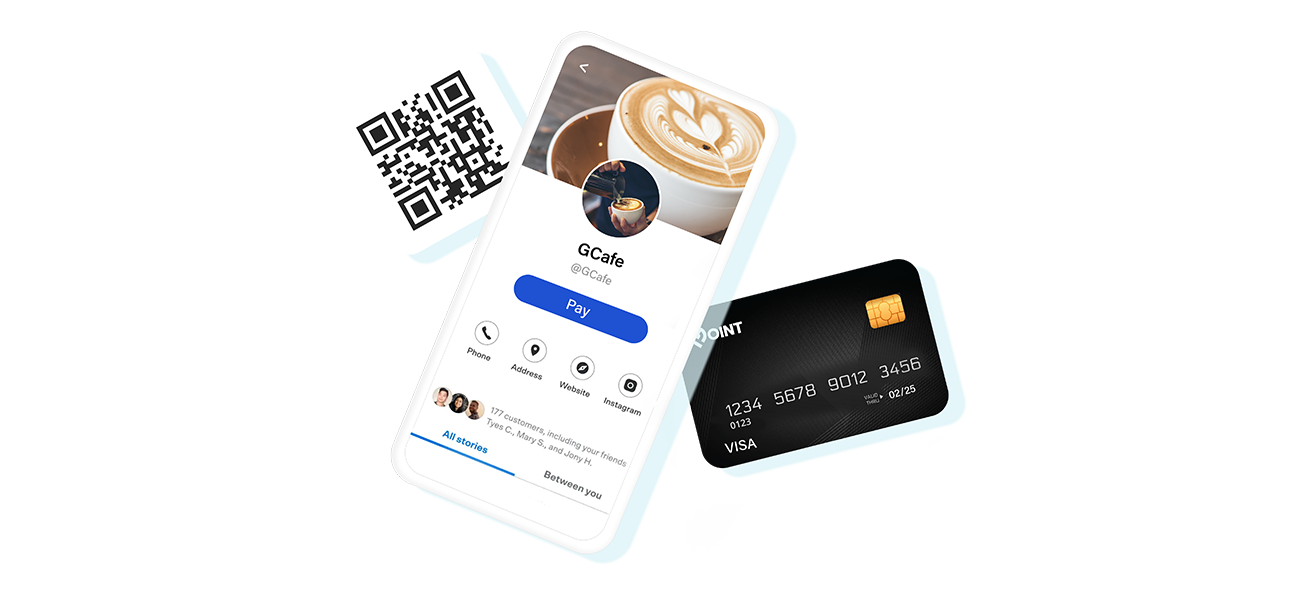 GCafe
@GCafe
Pay
Phone
Address
Website
Instagram
177 customers, including your friends
Tyes C., Mary S., and Jony H.
All stories
Between you
POINT
1234 5678 9012 3456
0123
VALID
THRU
02/25
VISA